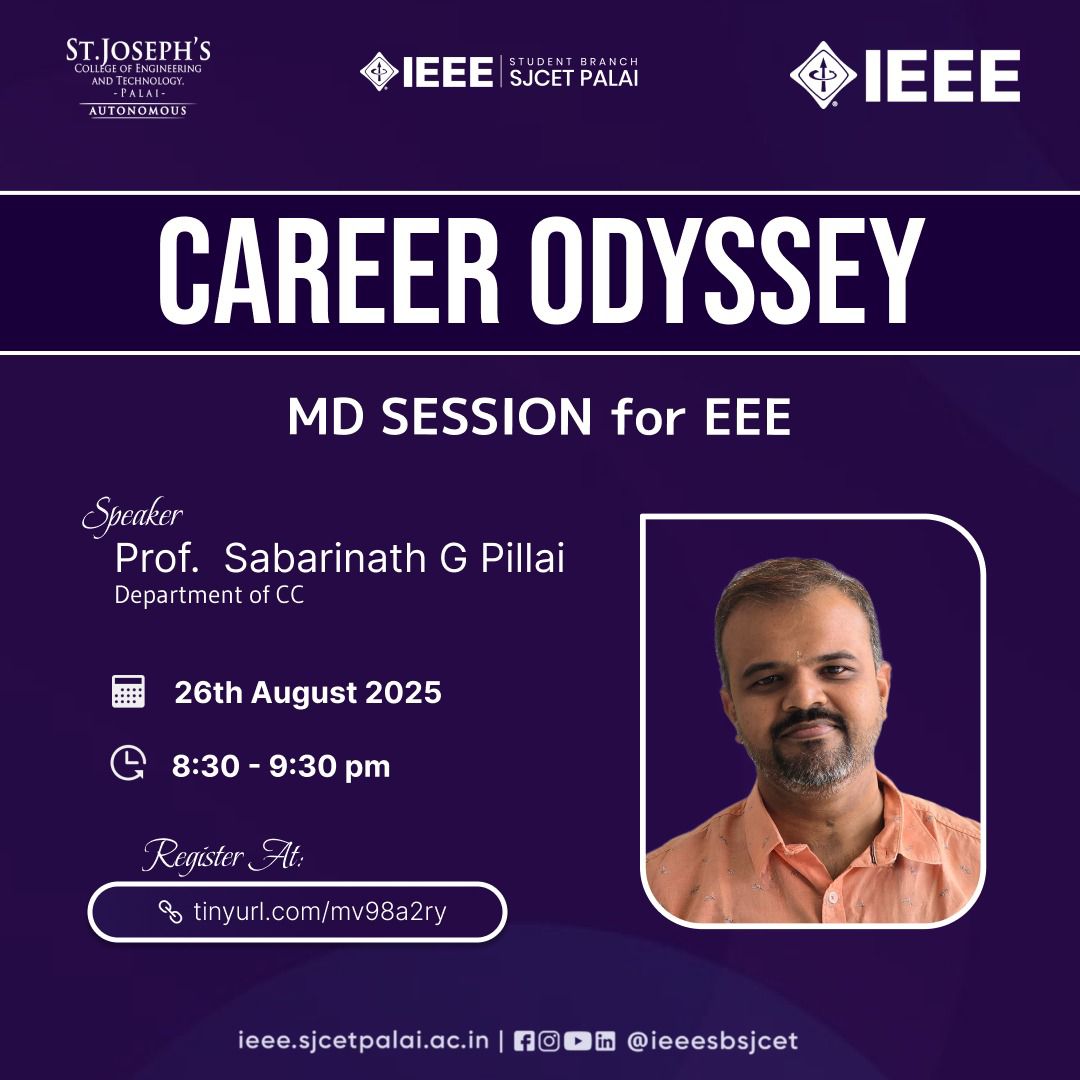 ST.JOSEPH'S
COLLEGE OF ENGINEERING
AND TECHNOLOGY.
-PALAI-
AUTONOMOUS
IEEE | STUDENT BRANCH
SJCET PALAI
IEEE
CAREER ODYSSEY
MD SESSION for EEE
Speaker
Prof. Sabarinath G Pillai
Department of CC
26th August 2025
8:30 - 9:30 pm
Register At:
tinyurl.com/mv98a2ry
ieee.sjcetpalai.ac.in | @ieeesbsjcet